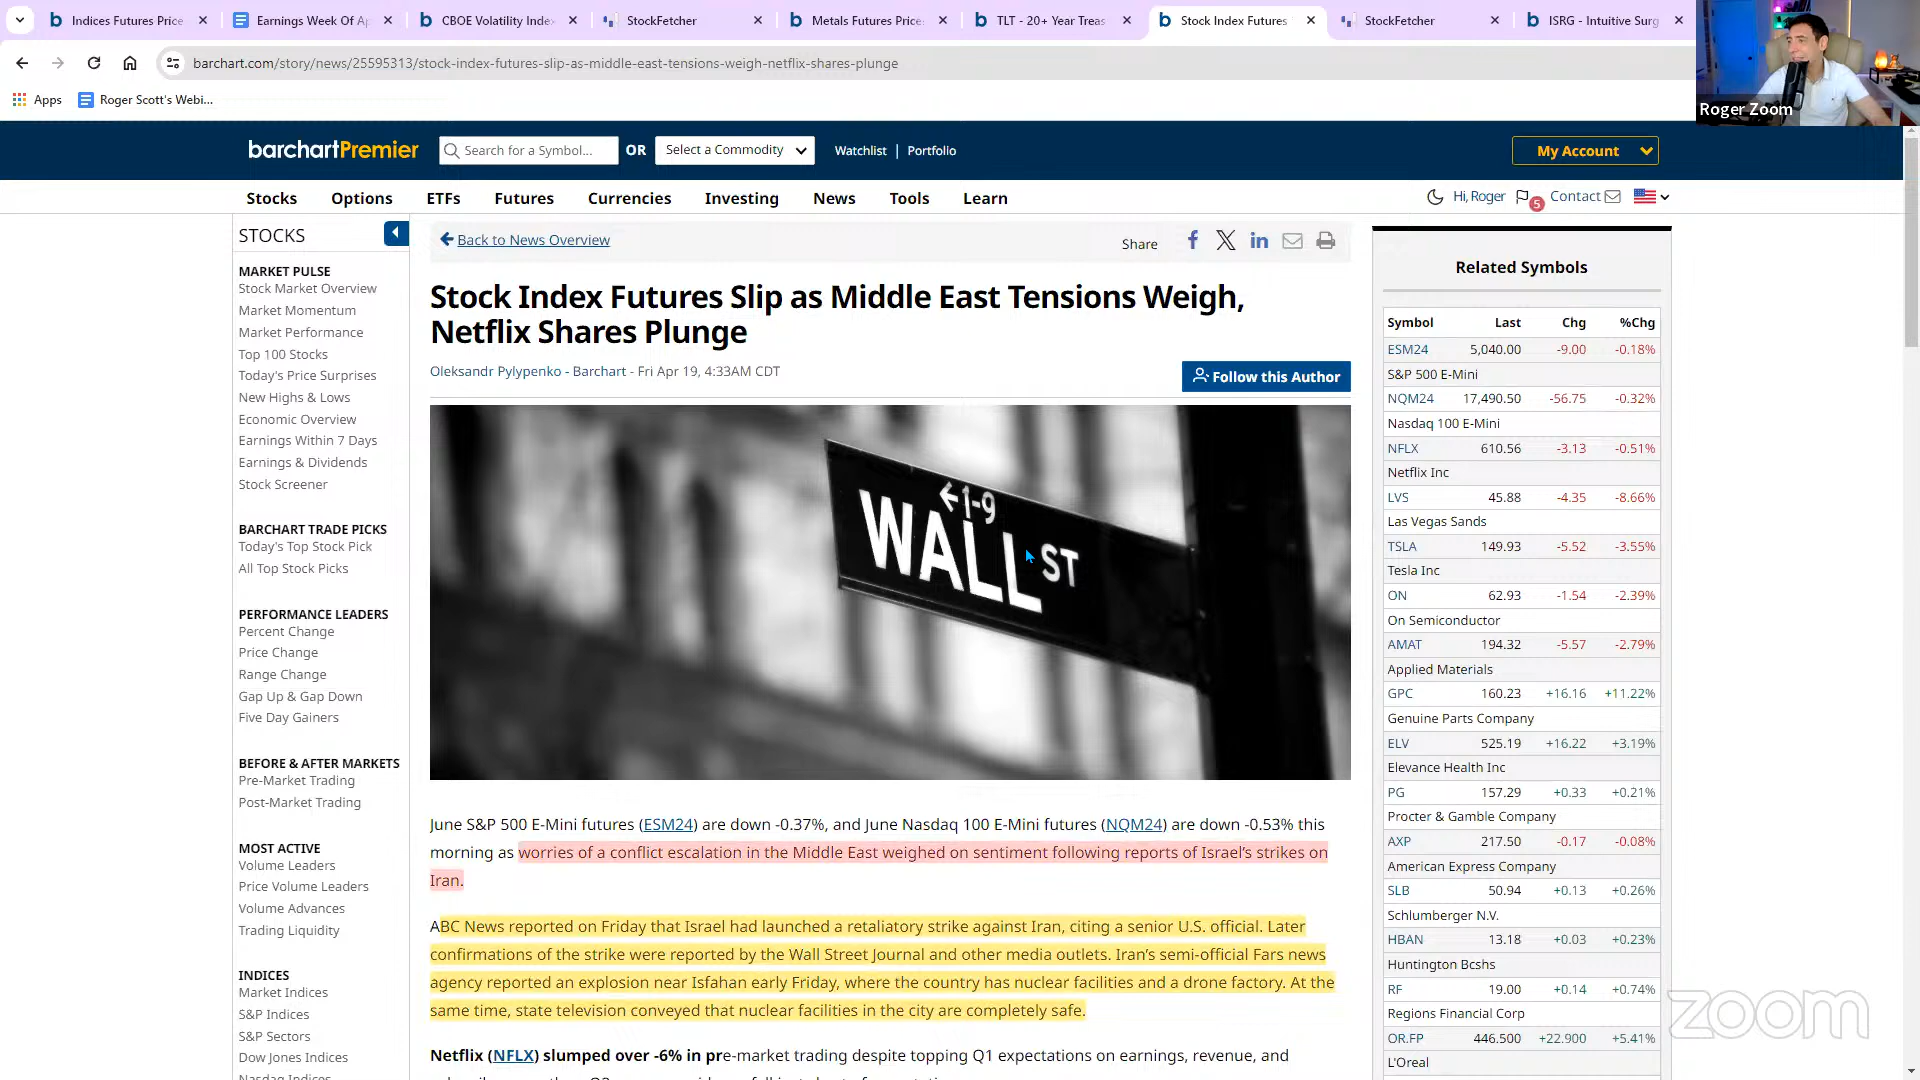 Indices Futures Price
Earnings Week Of Ap
CBOE Volatility Index
StockFetcher
Metals Futures Price
TLT - 20+ Year Treas
Stock Index Futures
StockFetcher
ISRG - Intuitive Surg
barchart.com/story/news/25595313/stock-index-futures-slip-as-middle-east-tensions-weigh-netflix-shares-plunge
Apps
Roger Scott's Webi...
Roger Zoom
barchartPremier
Search for a Symbol...
OR
Select a Commodity
Watchlist | Portfolio
My Account
Stocks Options ETFs Futures Currencies Investing News Tools Learn
Hi, Roger
5
Contact
STOCKS
MARKET PULSE
Stock Market Overview
Market Momentum
Market Performance
Top 100 Stocks
Today's Price Surprises
New Highs & Lows
Economic Overview
Earnings Within 7 Days
Earnings & Dividends
Stock Screener
BARCHART TRADE PICKS
Today's Top Stock Pick
All Top Stock Picks
PERFORMANCE LEADERS
Percent Change
Price Change
Range Change
Gap Up & Gap Down
Five Day Gainers
BEFORE & AFTER MARKETS
Pre-Market Trading
Post-Market Trading
MOST ACTIVE
Volume Leaders
Price Volume Leaders
Volume Advances
Trading Liquidity
INDICES
Market Indices
S&P Indices
S&P Sectors
Dow Jones Indices
Nasdaq Indices
Back to News Overview
Share
Stock Index Futures Slip as Middle East Tensions Weigh,
Netflix Shares Plunge
Oleksandr Pylypenko - Barchart - Fri Apr 19, 4:33AM CDT
Follow this Author
←1-9
WALL ST
June S&P 500 E-Mini futures (ESM24) are down -0.37%, and June Nasdaq 100 E-Mini futures (NQM24) are down -0.53% this
morning as worries of a conflict escalation in the Middle East weighed on sentiment following reports of Israel's strikes on
Iran.
ABC News reported on Friday that Israel had launched a retaliatory strike against Iran, citing a senior U.S. official. Later
confirmations of the strike were reported by the Wall Street Journal and other media outlets. Iran's semi-official Fars news
agency reported an explosion near Isfahan early Friday, where the country has nuclear facilities and a drone factory. At the
same time, state television conveyed that nuclear facilities in the city are completely safe.
Netflix (NFLX) slumped over -6% in pre-market trading despite topping Q1 expectations on earnings, revenue, and
Related Symbols
Symbol Last Chg %Chg
ESM24 5,040.00 -9.00 -0.18%
S&P 500 E-Mini
NQM24 17,490.50 -56.75 -0.32%
Nasdaq 100 E-Mini
NFLX 610.56 -3.13 -0.51%
Netflix Inc
LVS 45.88 -4.35 -8.66%
Las Vegas Sands
TSLA 149.93 -5.52 -3.55%
Tesla Inc
ON 62.93 -1.54 -2.39%
On Semiconductor
AMAT 194.32 -5.57 -2.79%
Applied Materials
GPC 160.23 +16.16 +11.22%
Genuine Parts Company
ELV 525.19 +16.22 +3.19%
Elevance Health Inc
PG 157.29 +0.33 +0.21%
Procter & Gamble Company
AXP 217.50 -0.17 -0.08%
American Express Company
SLB 50.94 +0.13 +0.26%
Schlumberger N.V.
HBAN 13.18 +0.03 +0.23%
Huntington Bcshs
RF 19.00 +0.14 +0.74%
Regions Financial Corp
OR.FP 446.500 +22.900 +5.41%
L'Oreal
zoom